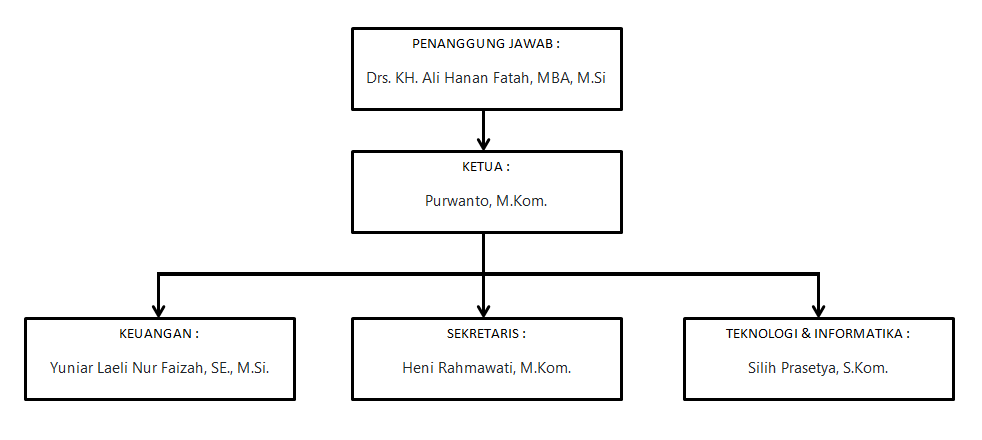 PENANGGUNG JAWAB :
Drs. KH. Ali Hanan Fatah, MBA, M.Si
KETUA :
Purwanto, M.Kom.
KEUANGAN :
Yuniar Laeli Nur Faizah, SE., M.Si.
SEKRETARIS :
Heni Rahmawati, M.Kom.
TEKNOLOGI & INFORMATIKA :
Silih Prasetya, S.Kom.